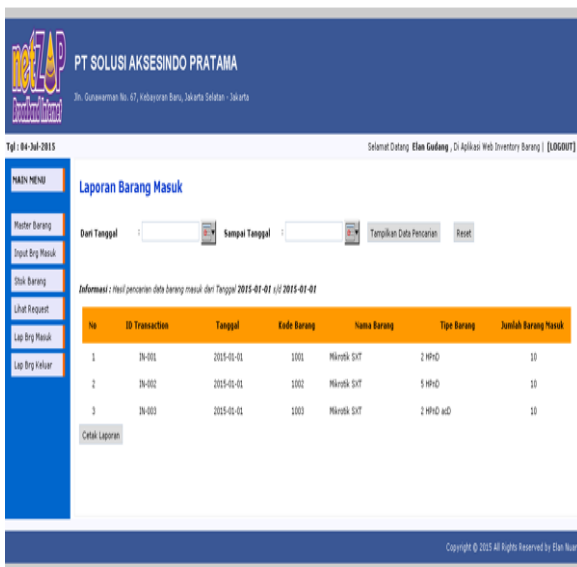 netZAP
Broadband Internet
PT SOLUSI AKSESINDO PRATAMA
Jln. Gunawarman No. 67, Kebayoran Baru, Jakarta Selatan - Jakarta
Tgl : 04-Jul-2015
Selamat Datang Elan Gudang , Di Aplikasi Web Inventory Barang | [LOGOUT]
MAIN MENU
Master Barang
Input Brg Masuk
Stok Barang
Lihat Request
Lap Brg Masuk
Lap Brg Keluar
Laporan Barang Masuk
Dari Tanggal : Sampai Tanggal : Tampilkan Data Pencarian Reset
Informasi : Hasil pencarian data barang masuk dari Tanggal 2015-01-01 s/d 2015-01-01
No ID Transaction Tanggal Kode Barang Nama Barang Tipe Barang Jumlah Barang Masuk
1 IN-001 2015-01-01 1001 Mikrotik SXT 2 HPnD 10
2 IN-002 2015-01-01 1002 Mikrotik SXT 5 HPnD 10
3 IN-003 2015-01-01 1003 Mikrotik SXT 2 HPnD acD 10
Cetak Laporan
Copyright © 2015 All Rights Reserved by Elan Nuar